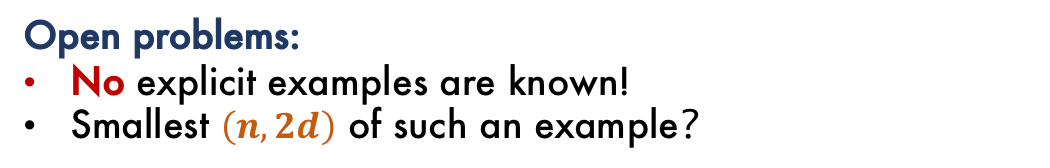 Open problems:
• No explicit examples are known!
• Smallest (n, 2d) of such an example?